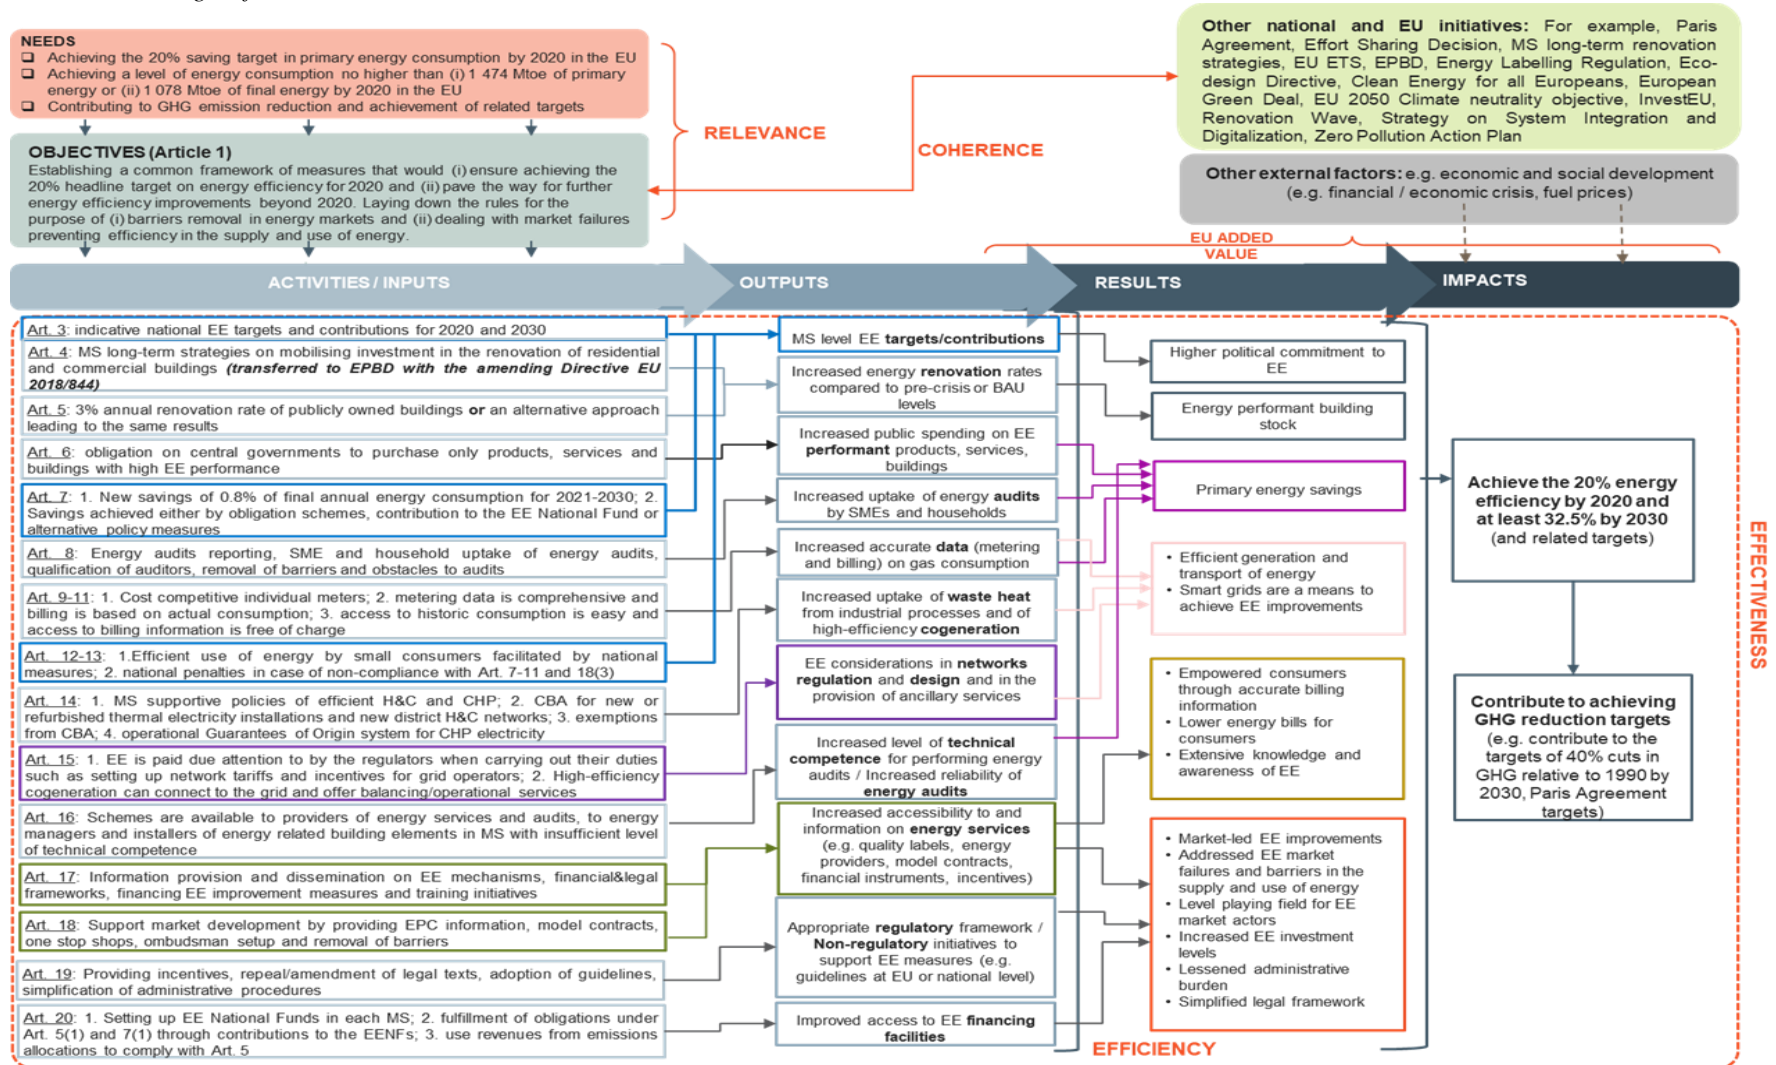 NEEDS
❑ Achieving the 20% saving target in primary energy consumption by 2020 in the EU
❑ Achieving a level of energy consumption no higher than (i) 1 474 Mtoe of primary
energy or (ii) 1 078 Mtoe of final energy by 2020 in the EU
❑ Contributing to GHG emission reduction and achievement of related targets
OBJECTIVES (Article 1)
Establishing a common framework of measures that would (i) ensure achieving the
20% headline target on energy efficiency for 2020 and (ii) pave the way for further
energy efficiency improvements beyond 2020. Laying down the rules for the
purpose of (i) barriers removal in energy markets and (ii) dealing with market failures
preventing efficiency in the supply and use of energy.
RELEVANCE
COHERENCE
Other national and EU initiatives: For example, Paris
Agreement, Effort Sharing Decision, MS long-term renovation
strategies, EU ETS, EPBD, Energy Labelling Regulation, Eco-
design Directive, Clean Energy for all Europeans, European
Green Deal, EU 2050 Climate neutrality objective, InvestEU,
Renovation Wave, Strategy on System Integration and
Digitalization, Zero Pollution Action Plan
Other external factors: e.g. economic and social development
(e.g. financial / economic crisis, fuel prices)
EU ADDED
VALUE
ACTIVITIES / INPUTS
OUTPUTS
RESULTS
IMPACTS
Art. 3: indicative national EE targets and contributions for 2020 and 2030
Art. 4: MS long-term strategies on mobilising investment in the renovation of residential
and commercial buildings (transferred to EPBD with the amending Directive EU
2018/844)
Art. 5: 3% annual renovation rate of publicly owned buildings or an alternative approach
leading to the same results
Art. 6: obligation on central governments to purchase only products, services and
buildings with high EE performance
Art. 7: 1. New savings of 0.8% of final annual energy consumption for 2021-2030; 2.
Savings achieved either by obligation schemes, contribution to the EE National Fund or
alternative policy measures
Art. 8: Energy audits reporting, SME and household uptake of energy audits,
qualification of auditors, removal of barriers and obstacles to audits
Art. 9-11: 1. Cost competitive individual meters; 2. metering data is comprehensive and
billing is based on actual consumption; 3. access to historic consumption is easy and
access to billing information is free of charge
Art. 12-13: 1.Efficient use of energy by small consumers facilitated by national
measures; 2. national penalties in case of non-compliance with Art. 7-11 and 18(3)
Art. 14: 1. MS supportive policies of efficient H&C and CHP; 2. CBA for new or
refurbished thermal electricity installations and new district H&C networks; 3. exemptions
from CBA; 4. operational Guarantees of Origin system for CHP electricity
Art. 15: 1. EE is paid due attention to by the regulators when carrying out their duties
such as setting up network tariffs and incentives for grid operators; 2. High-efficiency
cogeneration can connect to the grid and offer balancing/operational services
Art. 16: Schemes are available to providers of energy services and audits, to energy
managers and installers of energy related building elements in MS with insufficient level
of technical competence
Art. 17: Information provision and dissemination on EE mechanisms, financial&legal
frameworks, financing EE improvement measures and training initiatives
Art. 18: Support market development by providing EPC information, model contracts,
one stop shops, ombudsman setup and removal of barriers
Art. 19: Providing incentives, repeal/amendment of legal texts, adoption of guidelines,
simplification of administrative procedures
Art. 20: 1. Setting up EE National Funds in each MS; 2. fulfillment of obligations under
Art. 5(1) and 7(1) through contributions to the EENFs; 3. use revenues from emissions
allocations to comply with Art. 5
MS level EE targets/contributions
Increased energy renovation rates
compared to pre-crisis or BAU
levels
Increased public spending on EE
performant products, services,
buildings
Increased uptake of energy audits
by SMEs and households
Increased accurate data (metering
and billing) on gas consumption
Increased uptake of waste heat
from industrial processes and of
high-efficiency cogeneration
EE considerations in networks
regulation and design and in the
provision of ancillary services
Increased level of technical
competence for performing energy
audits / Increased reliability of
energy audits
Increased accessibility to and
information on energy services
(e.g. quality labels, energy
providers, model contracts,
financial instruments, incentives)
Appropriate regulatory framework /
Non-regulatory initiatives to
support EE measures (e.g.
guidelines at EU or national level)
Improved access to EE financing
facilities
Higher political commitment to
EE
Energy performant building
stock
Primary energy savings
• Efficient generation and
transport of energy
• Smart grids are a means to
achieve EE improvements
• Empowered consumers
through accurate billing
information
• Lower energy bills for
consumers
• Extensive knowledge and
awareness of EE
• Market-led EE improvements
• Addressed EE market
failures and barriers in the
supply and use of energy
• Level playing field for EE
market actors
• Increased EE investment
levels
• Lessened administrative
burden
• Simplified legal framework
EFFICIENCY
Achieve the 20% energy
efficiency by 2020 and
at least 32.5% by 2030
(and related targets)
Contribute to achieving
GHG reduction targets
(e.g. contribute to the
targets of 40% cuts in
GHG relative to 1990 by
2030, Paris Agreement
targets)
EFFECTIVENESS